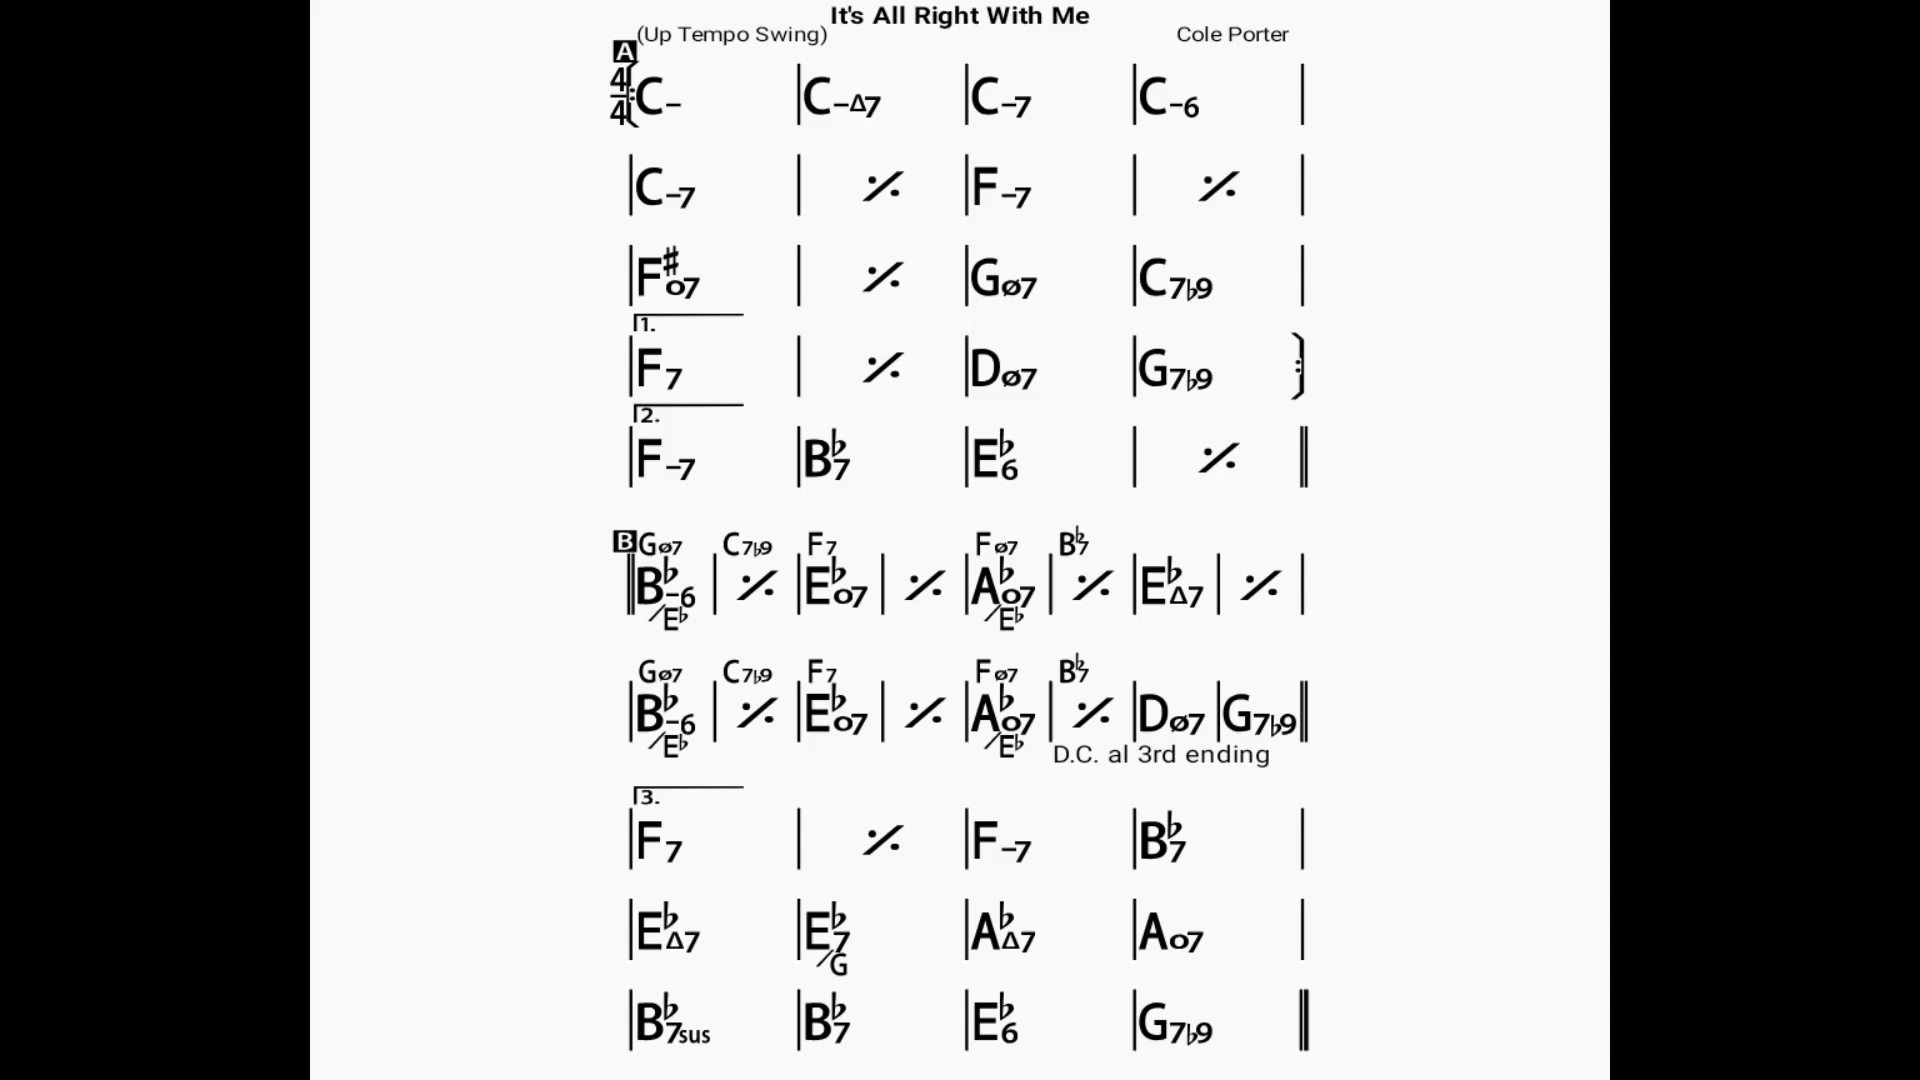 It's All Right With Me
(Up Tempo Swing) Cole Porter
A
4/4 C– C–Δ7 C–7 C–6
C–7 𝄎 F–7 𝄎
F♯o7 𝄎 Gø7 C7♭9
1.
F7 𝄎 Dø7 G7♭9
2.
F–7 B♭7 E♭6 𝄎
B Gø7 C7♭9 F7 Fø7 B♭7
B♭–6/E♭ 𝄎 E♭o7 𝄎 A♭o7/E♭ 𝄎 E♭Δ7 𝄎
Gø7 C7♭9 F7 Fø7 B♭7
B♭–6/E♭ 𝄎 E♭o7 𝄎 A♭o7/E♭ 𝄎 Dø7 G7♭9
D.C. al 3rd ending
3.
F7 𝄎 F–7 B♭7
E♭Δ7 E♭7/G A♭Δ7 Ao7
B♭7sus B♭7 E♭6 G7♭9